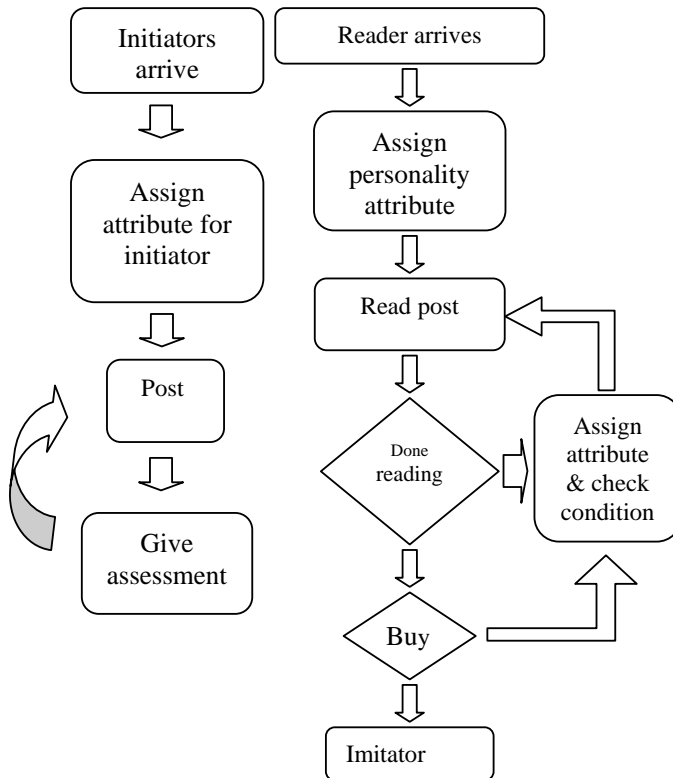 Initiators
arrive
Assign
attribute for
initiator
Post
Give
assessment
Reader arrives
Assign
personality
attribute
Read post
Done
reading
Assign
attribute
& check
condition
Buy
Imitator